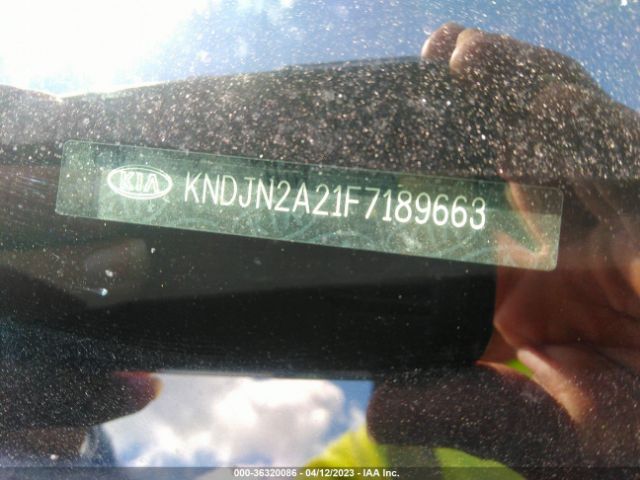 KIA KNDJN2A21F7189663
000-36320086 - 04/12/2023 - IAA Inc.